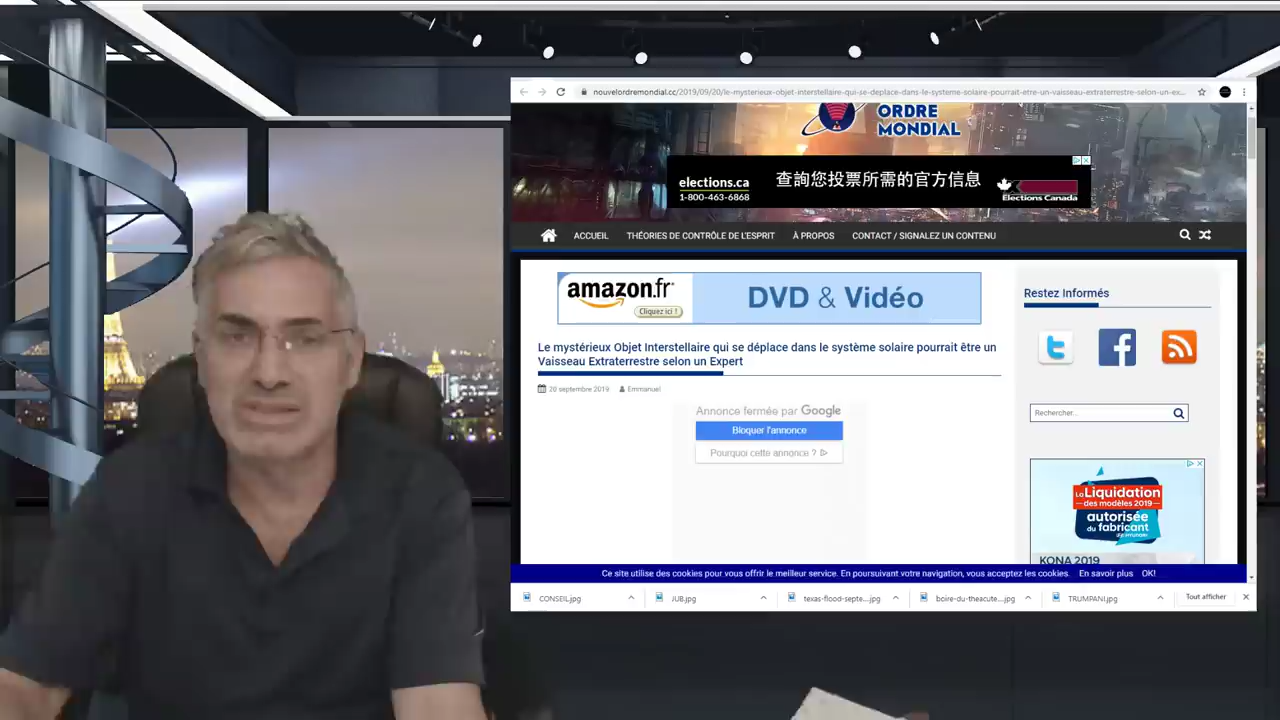 nouvelordremondial.cc/2019/09/20/le-mysterieux-objet-interstellaire-qui-se-deplace-dans-le-systeme-solaire-pourrait-etre-un-vaisseau-extraterrestre-selon-un-ex...
ORDRE
MONDIAL
elections.ca
1-800-463-6868
查詢您投票所需的官方信息
Elections Canada
ACCUEIL
THÉORIES DE CONTRÔLE DE L'ESPRIT
À PROPOS
CONTACT / SIGNALEZ UN CONTENU
amazon.fr
Cliquez ici !
DVD & Vidéo
Le mystérieux Objet Interstellaire qui se déplace dans le système solaire pourrait être un
Vaisseau Extraterrestre selon un Expert
20 septembre 2019
Emmanuel
Annonce fermée par Google
Bloquer l'annonce
Pourquoi cette annonce ?
Restez Informés
Rechercher...
La Liquidation
des modèles 2019
autorisée
du fabricant
KONA 2019
Ce site utilise des cookies pour vous offrir le meilleur service. En poursuivant votre navigation, vous acceptez les cookies.
En savoir plus
OK!
CONSEIL.jpg
JUB.jpg
texas-flood-septe....jpg
boire-du-theacute....jpg
TRUMPANI.jpg
Tout afficher